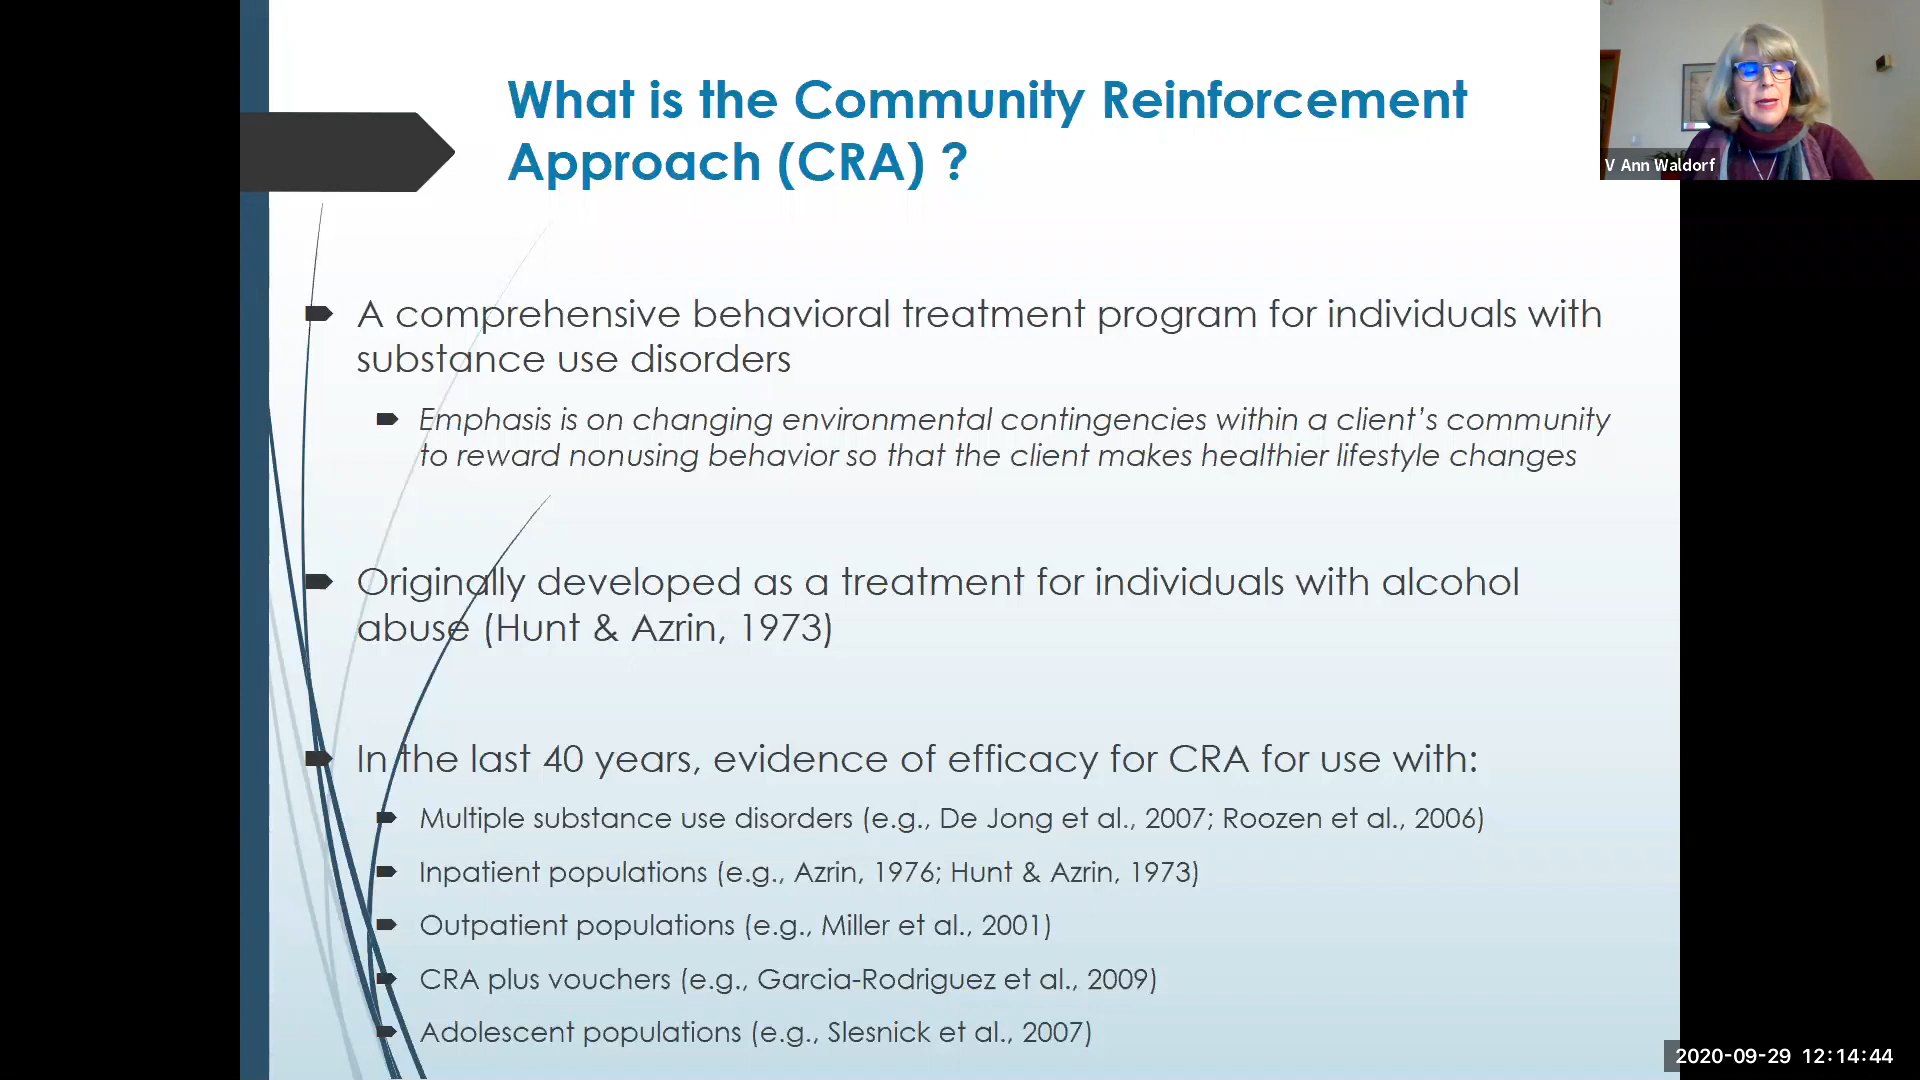 What is the Community Reinforcement
Approach (CRA) ?
V Ann Waldorf
A comprehensive behavioral treatment program for individuals with
substance use disorders
Emphasis is on changing environmental contingencies within a client's community
to reward nonusing behavior so that the client makes healthier lifestyle changes
Originally developed as a treatment for individuals with alcohol
abuse (Hunt & Azrin, 1973)
In the last 40 years, evidence of efficacy for CRA for use with:
Multiple substance use disorders (e.g., De Jong et al., 2007; Roozen et al., 2006)
Inpatient populations (e.g., Azrin, 1976; Hunt & Azrin, 1973)
Outpatient populations (e.g., Miller et al., 2001)
CRA plus vouchers (e.g., Garcia-Rodriguez et al., 2009)
Adolescent populations (e.g., Slesnick et al., 2007)
2020-09-29 12:14:44